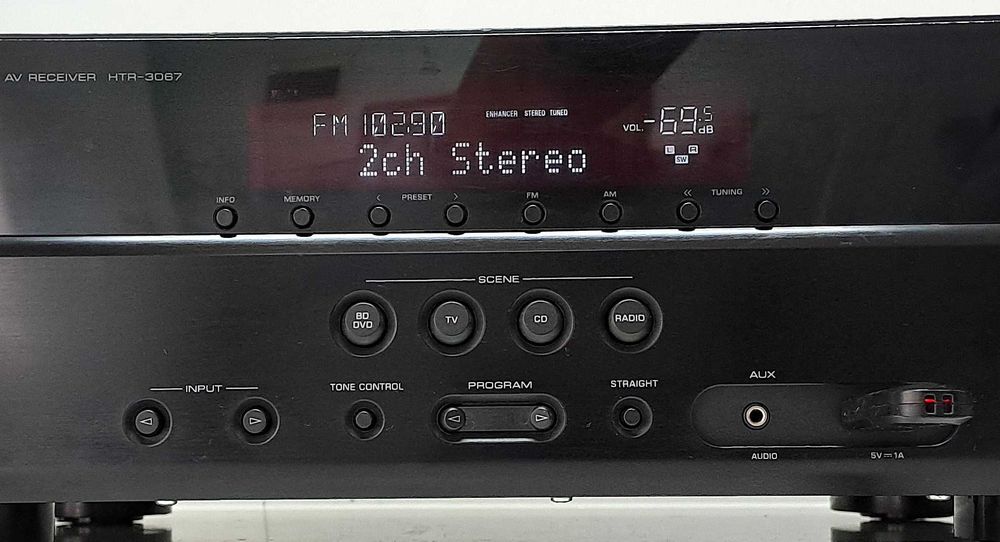 AV RECEIVER HTR-3067
FM 102.90
ENHANCER STEREO TUNED
VOL. -69.5 dB
L R
SW
2ch Stereo
INFO MEMORY < PRESET > FM AM << TUNING >>
SCENE
BD DVD
TV
CD
RADIO
INPUT
TONE CONTROL
PROGRAM
STRAIGHT
AUX
AUDIO
5V⎓1A